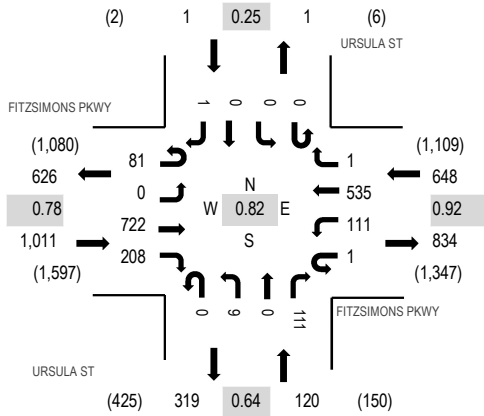 (2) 1 0.25 1 (6)
URSULA ST
FITZSIMONS PKWY
1 0 0 0
(1,080) 81 1 (1,109)
626 0 N 535 648
0.78 W 0.82 E 0.92
1,011 722 S 111 834
(1,597) 208 1 (1,347)
0 9 0 111
FITZSIMONS PKWY
URSULA ST
(425) 319 0.64 120 (150)